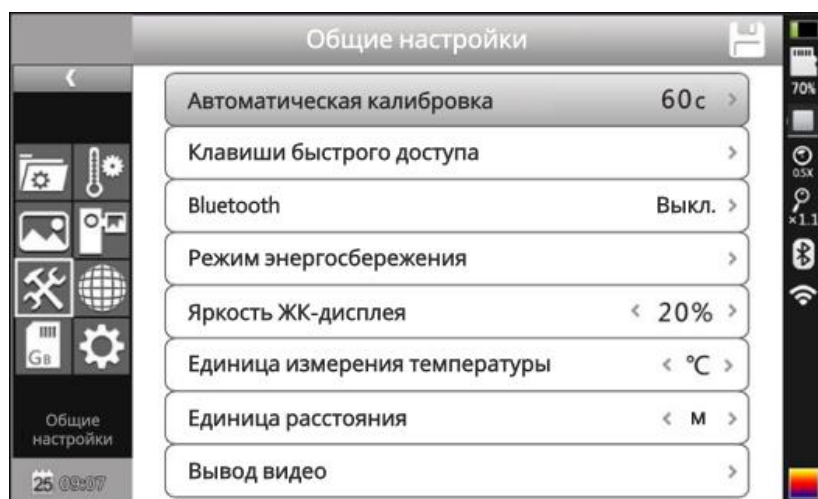 Общие настройки
Автоматическая калибровка 60с
Клавиши быстрого доступа
Bluetooth Выкл.
Режим энергосбережения
Яркость ЖК-дисплея 20%
Единица измерения температуры °C
Единица расстояния м
Вывод видео
GB
Общие
настройки
25 09:07
70%
0.5X
×1.1